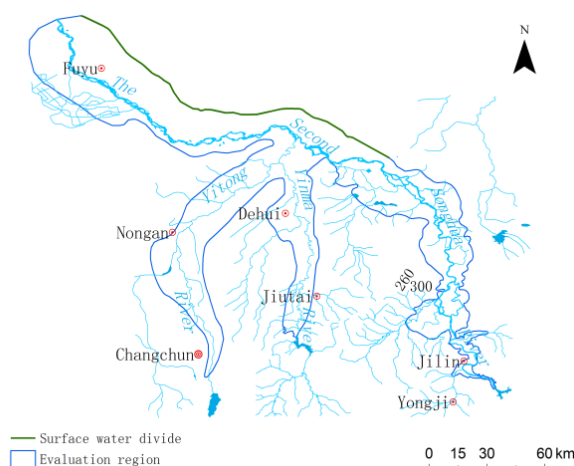 N
Fuyu
The
Second
Songhua
Yitong
Yinma
Dehui
Nongan
260
300
River
Jiutai
River
Changchun
Jilin
Yongji
Surface water divide
Evaluation region
0 15 30 60 km